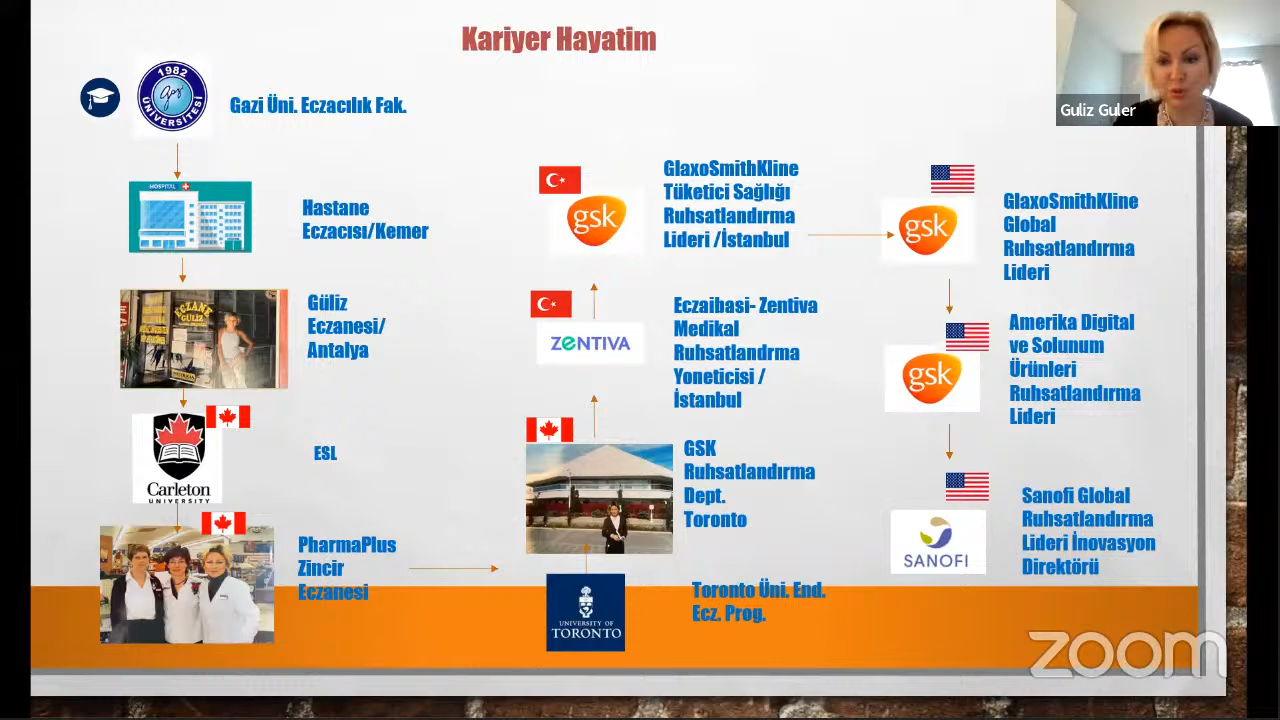 Kariyer Hayatim
Guliz Guler
1982
gazi
ÜNİVERSİTESİ
Gazi Üni. Eczacılık Fak.
HOSPITAL
Hastane
Eczacısı/Kemer
ECZANE
GÜLİZ
Güliz
Eczanesi/
Antalya
Carleton
UNIVERSITY
ESL
PharmaPlus
Zincir
Eczanesi
gsk
GlaxoSmithKline
Tüketici Sağlığı
Ruhsatlandırma
Lideri /İstanbul
ZENTIVA
Eczaibasi- Zentiva
Medikal
Ruhsatlandrma
Yoneticisi /
İstanbul
GSK
Ruhsatlandırma
Dept.
Toronto
UNIVERSITY OF
TORONTO
Toronto Üni. End.
Ecz. Prog.
gsk
GlaxoSmithKline
Global
Ruhsatlandırma
Lideri
gsk
Amerika Digital
ve Solunum
Ürünleri
Ruhsatlandırma
Lideri
SANOFI
Sanofi Global
Ruhsatlandırma
Lideri İnovasyon
Direktörü
zoom